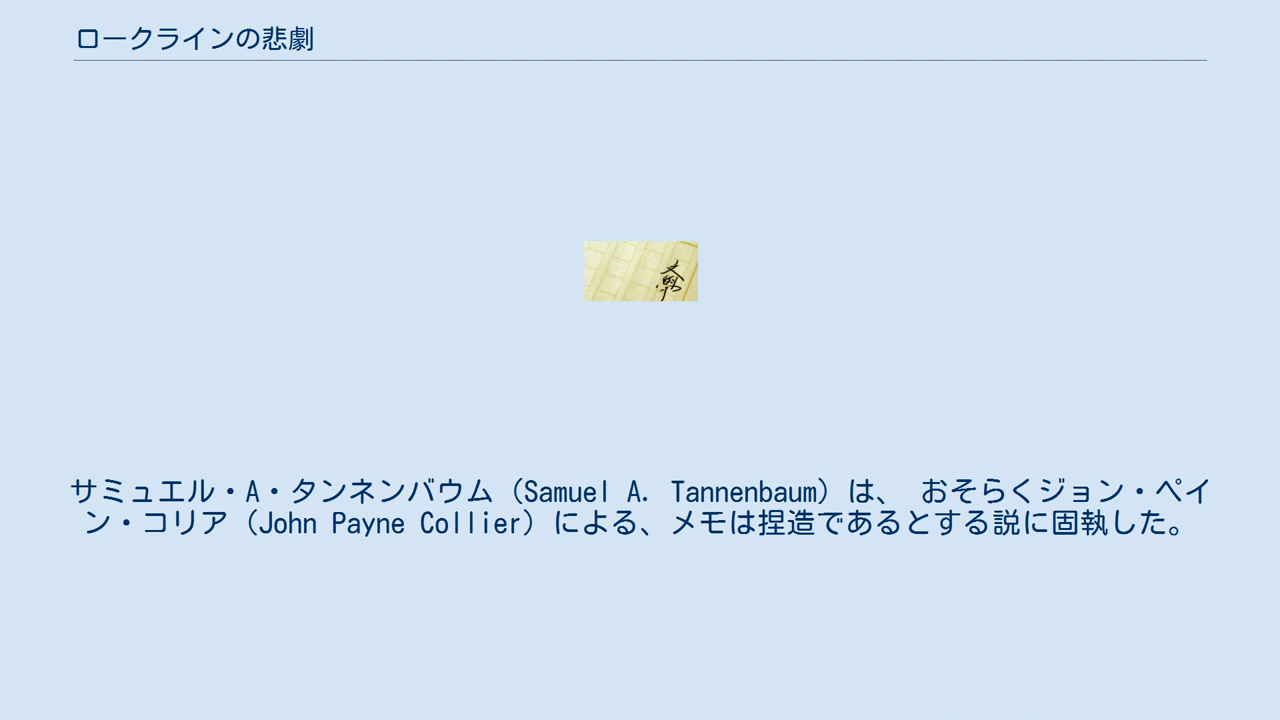 ロークラインの悲劇
サミュエル・A・タンネンバウム（Samuel A. Tannenbaum）は、 おそらくジョン・ペイ
ン・コリア（John Payne Collier）による、メモは捏造であるとする説に固執した。